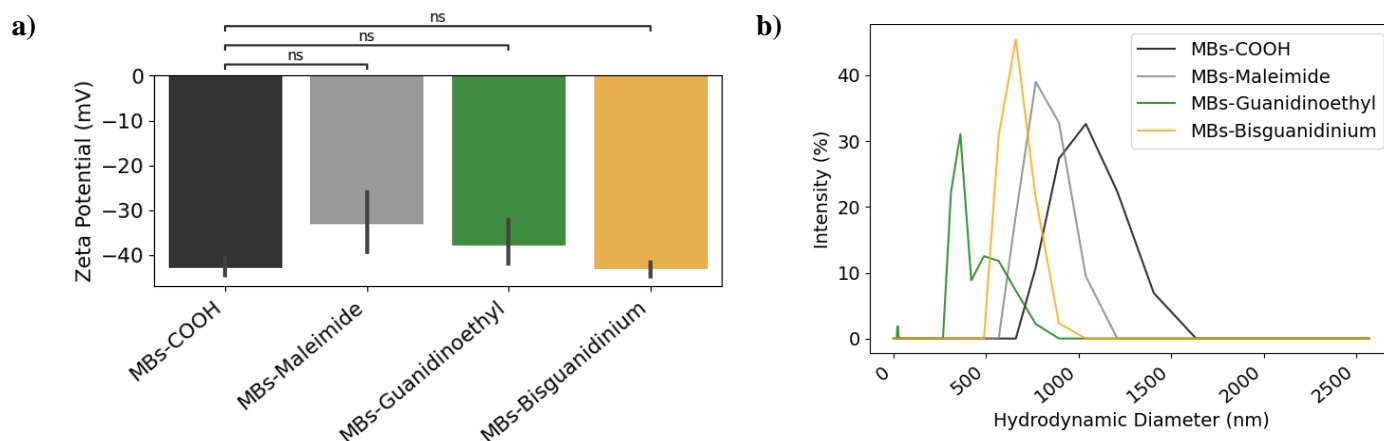 a)
ns
ns
ns
0
−10
−20
−30
−40
Zeta Potential (mV)
MBs-COOH
MBs-Maleimide
MBs-Guanidinoethyl
MBs-Bisguanidinium
b)
MBs-COOH
MBs-Maleimide
MBs-Guanidinoethyl
MBs-Bisguanidinium
40
30
20
10
0
Intensity (%)
0
500
1000
1500
2000
2500
Hydrodynamic Diameter (nm)